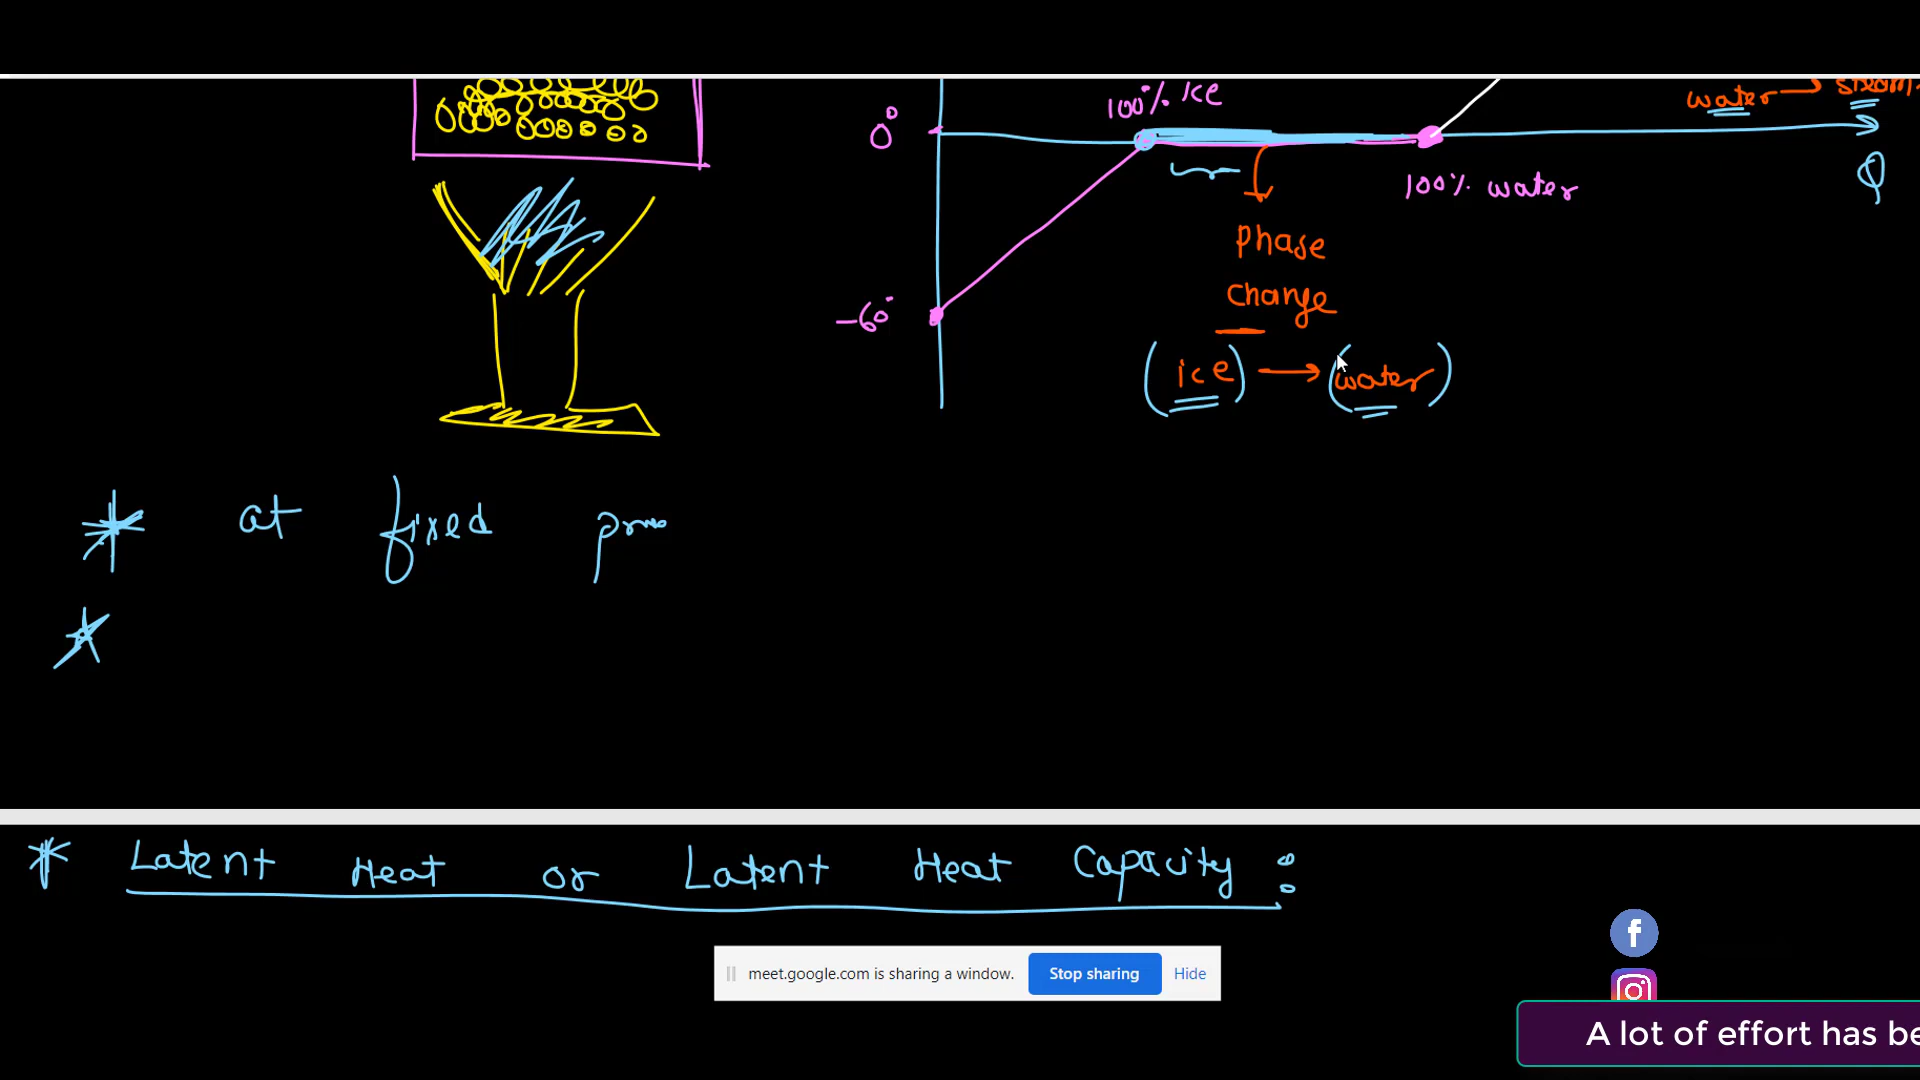 100% ice
water → steam
0°
100% water
Q
Phase
change
-60°
(ice) → (water)
* at fixed
* Latent Heat or Latent Heat Capacity :
meet.google.com is sharing a window. Stop sharing Hide
A lot of effort has be